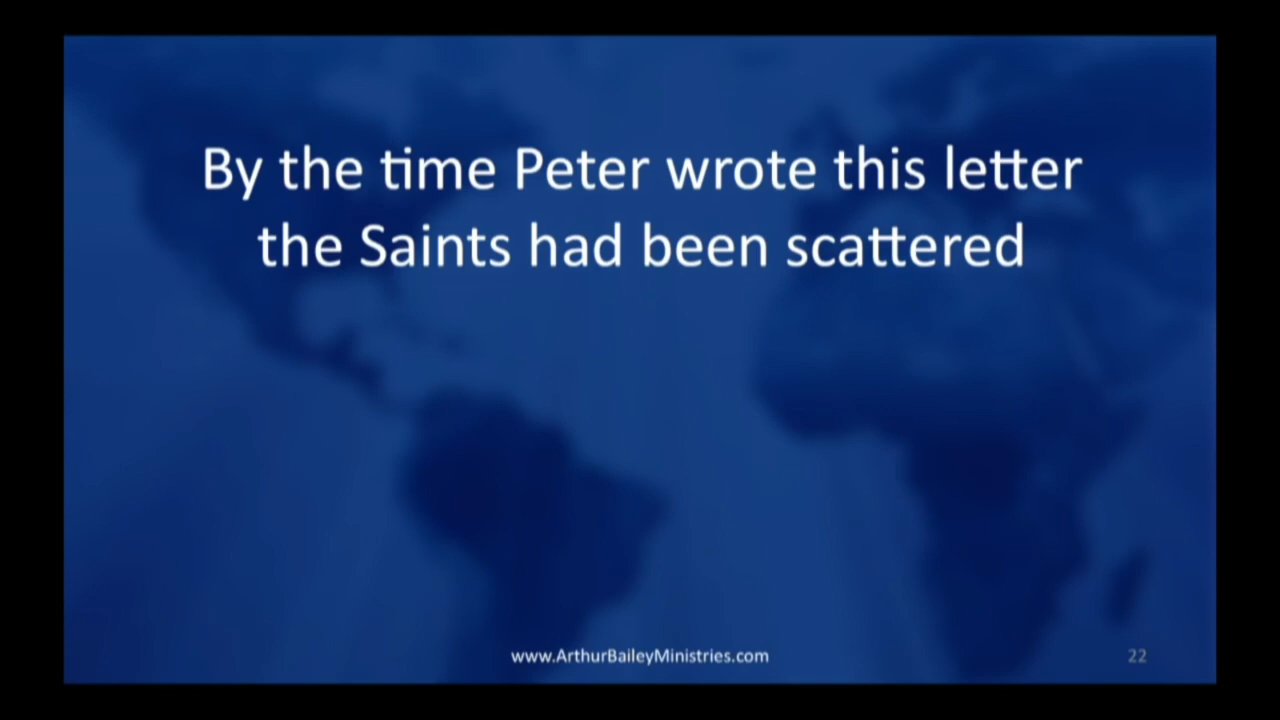 By the time Peter wrote this letter
the Saints had been scattered
www.ArthurBaileyMinistries.com
22